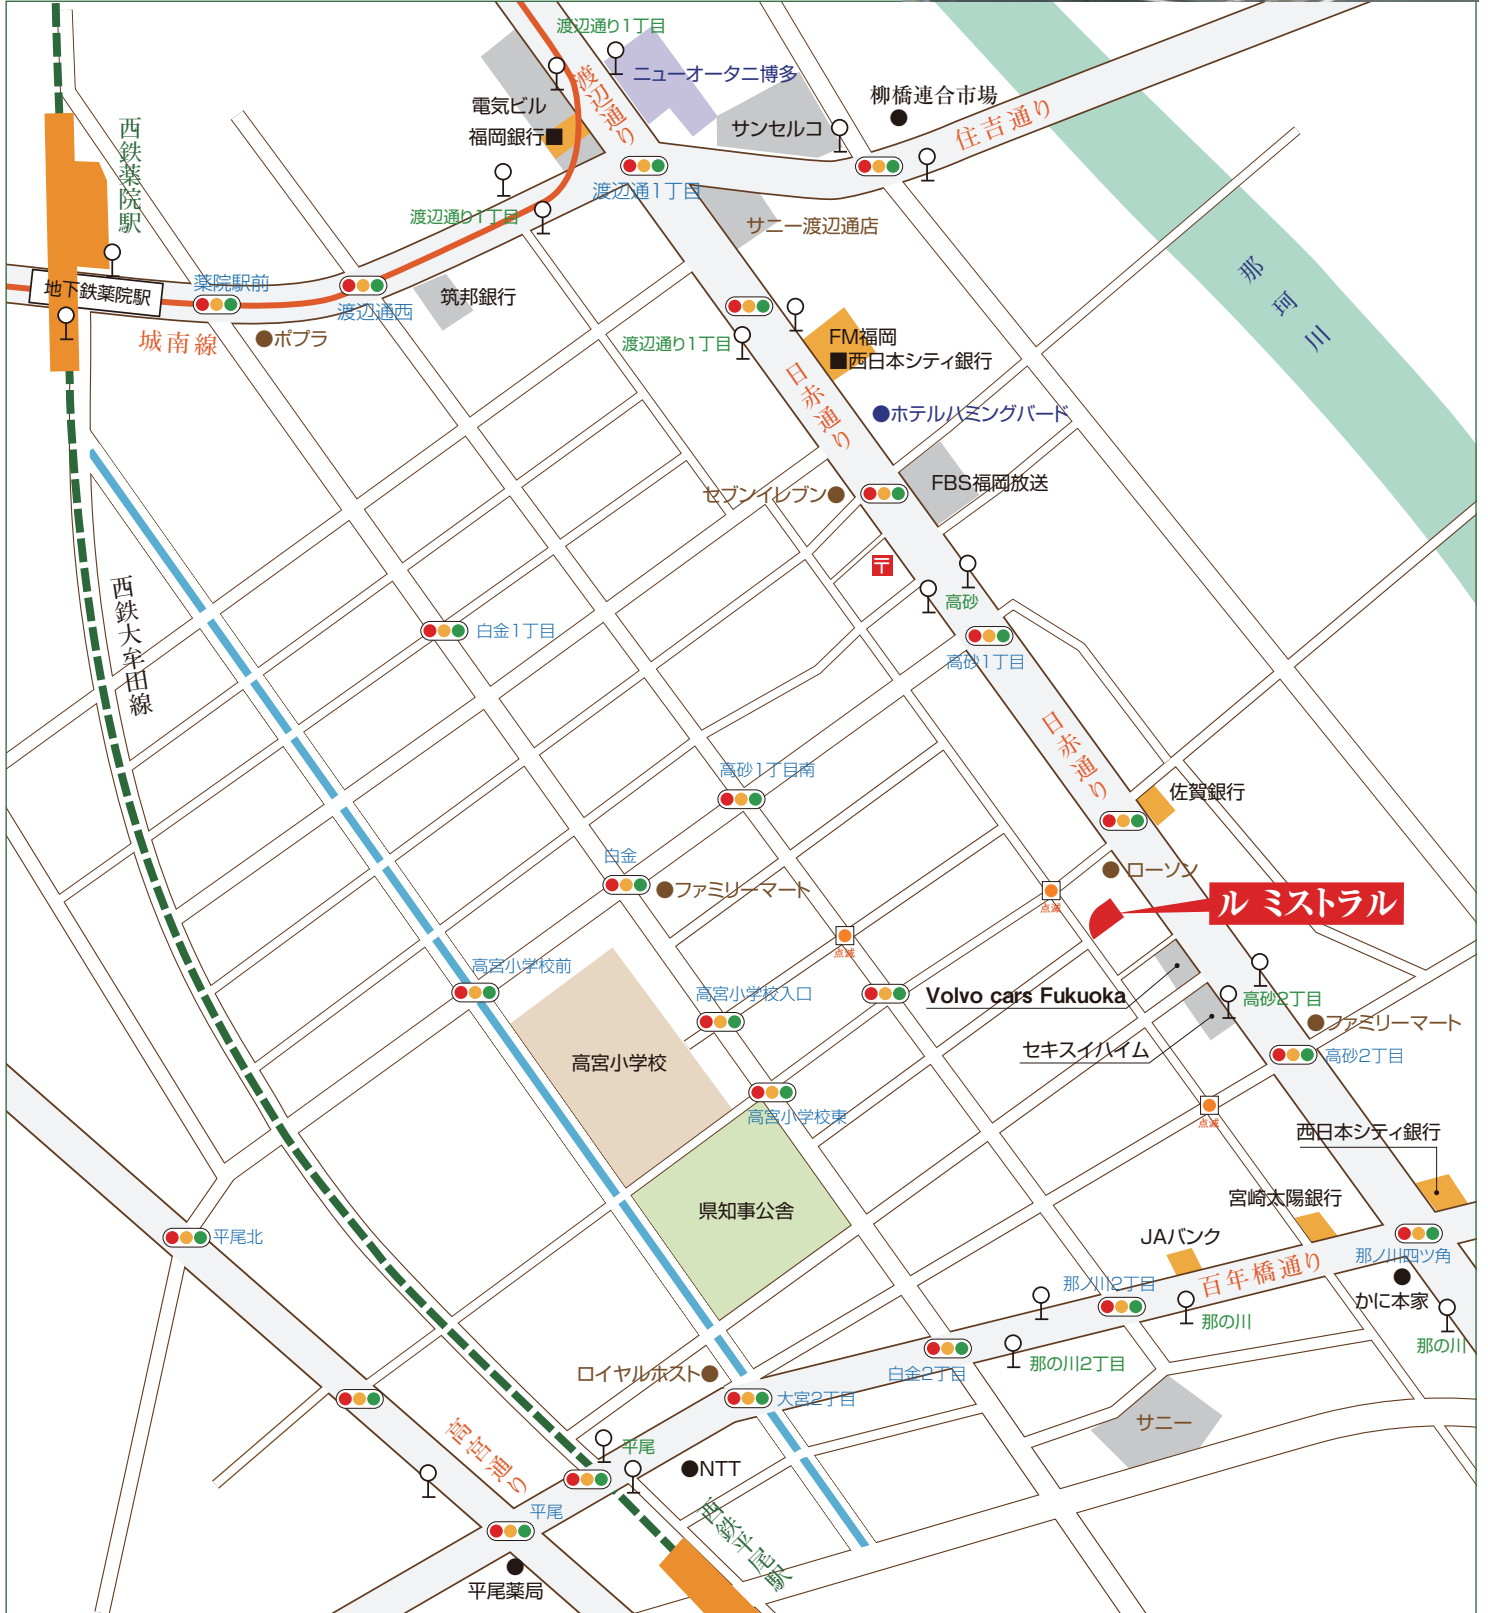 渡辺通り1丁目
ニューオータニ博多
渡辺通り
電気ビル
福岡銀行
サンセルコ
柳橋連合市場
住吉通り
西鉄薬院駅
渡辺通1丁目
渡辺通り1丁目
サニー渡辺通店
地下鉄薬院駅
薬院駅前
渡辺通西
筑邦銀行
城南線
ポプラ
那珂川
渡辺通り1丁目
FM福岡
西日本シティ銀行
日赤通り
ホテルハミングバード
セブンイレブン
FBS福岡放送
〒
高砂
西鉄大牟田線
白金1丁目
高砂1丁目
日赤通り
高砂1丁目南
佐賀銀行
白金
ファミリーマート
ローソン
点滅
ル ミストラル
点滅
高宮小学校前
高宮小学校入口
Volvo cars Fukuoka
高砂2丁目
ファミリーマート
セキスイハイム
高砂2丁目
高宮小学校
高宮小学校東
点滅
西日本シティ銀行
県知事公舎
宮崎太陽銀行
平尾北
JAバンク
那ノ川四ツ角
百年橋通り
那ノ川2丁目
かに本家
那の川
那の川
那の川2丁目
白金2丁目
ロイヤルホスト
大宮2丁目
サニー
高宮通り
平尾
NTT
平尾
西鉄平尾駅
平尾薬局